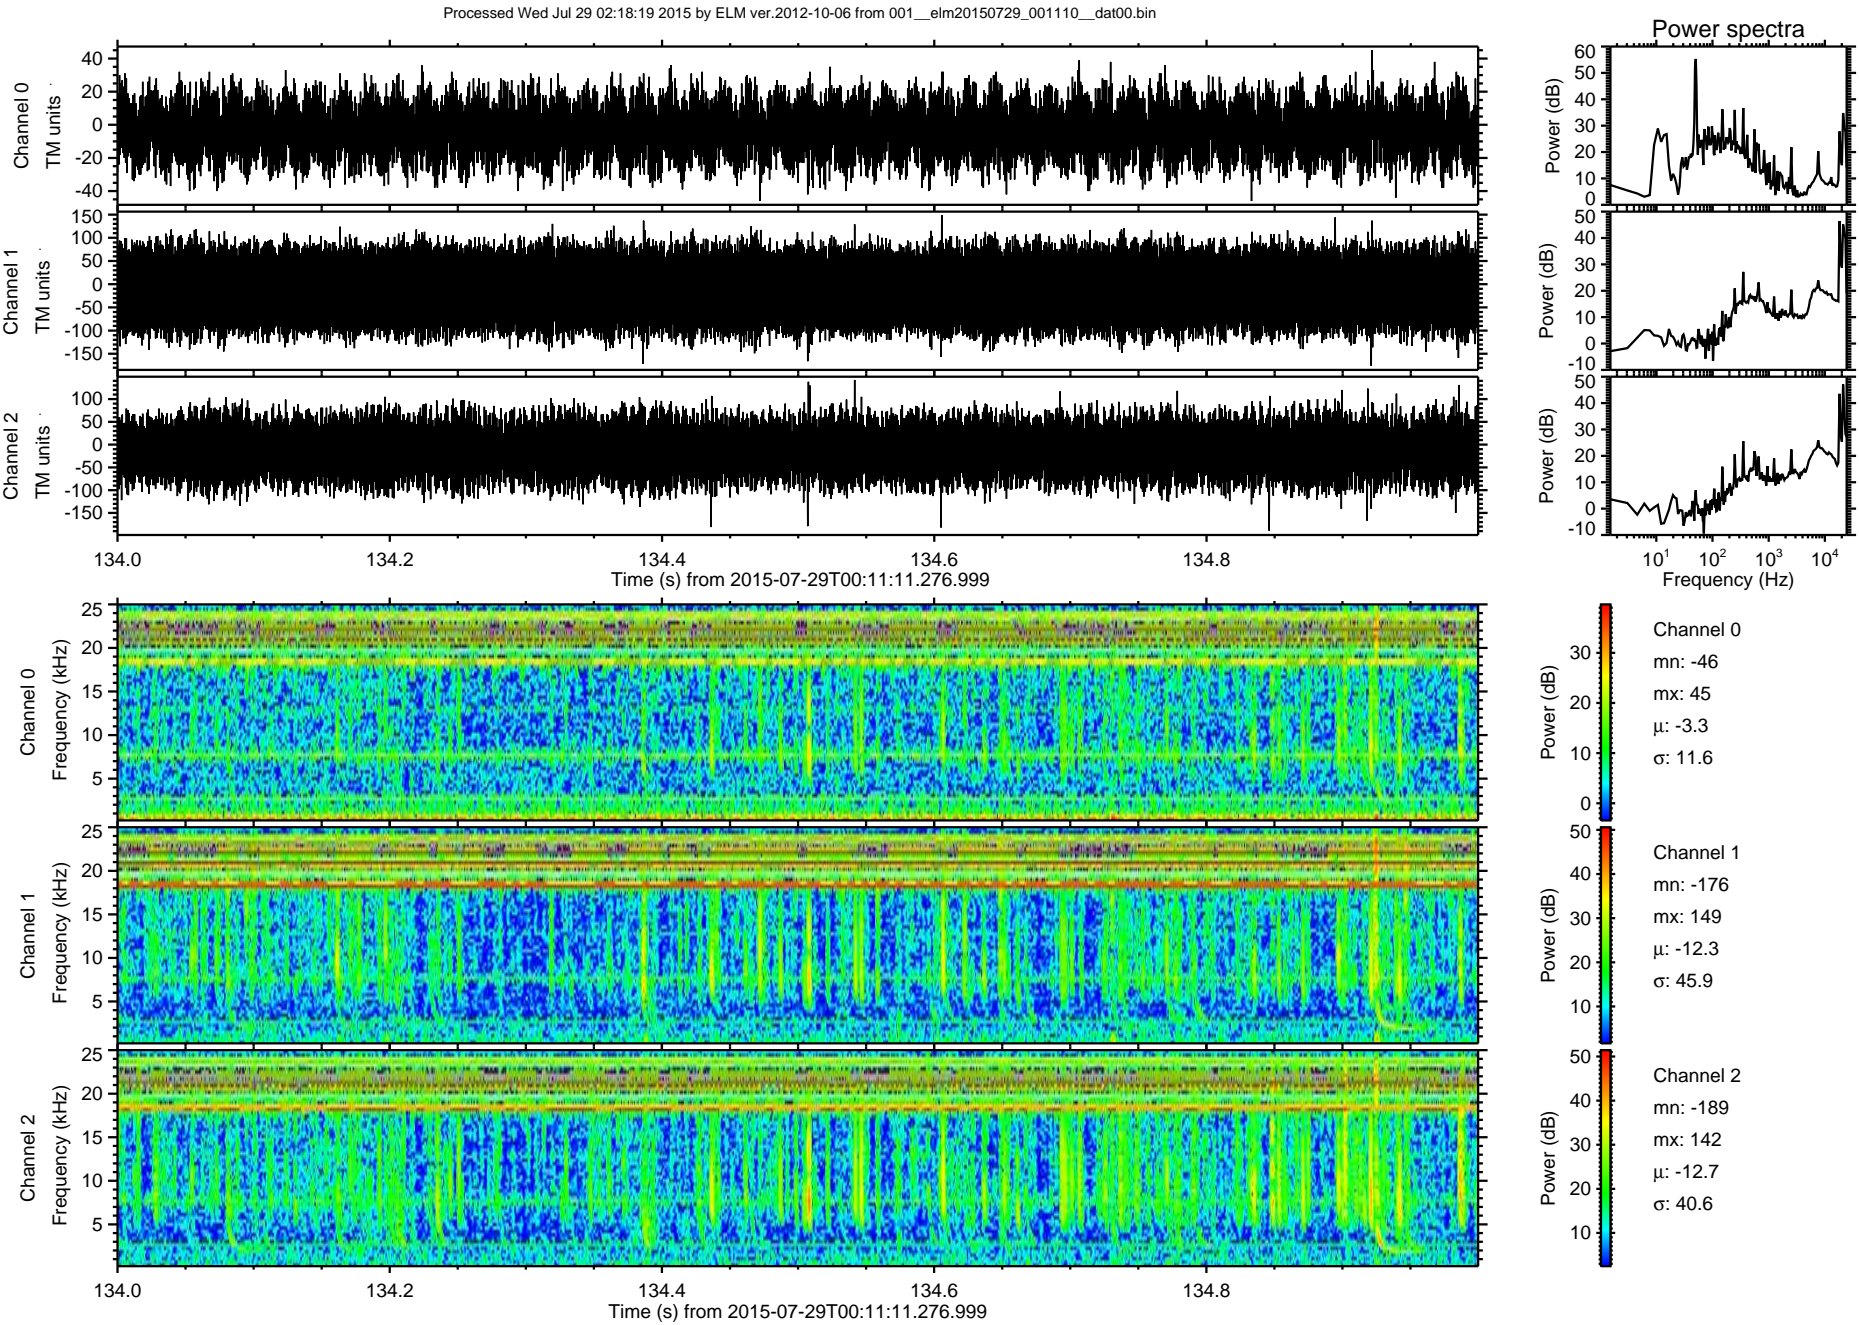 Processed Wed Jul 29 02:18:19 2015 by ELM ver.2012-10-06 from 001__elm20150729_001110__dat00.bin
Power spectra
Channel 0
TM units
40
20
0
-20
-40
Power (dB)
60
50
40
30
20
10
0
Channel 1
TM units
150
100
50
0
-50
-100
-150
Power (dB)
50
40
30
20
10
0
-10
Channel 2
TM units
100
50
0
-50
-100
-150
Power (dB)
50
40
30
20
10
0
-10
134.0 134.2 134.4 134.6 134.8
Time (s) from 2015-07-29T00:11:11.276.999
10¹ 10² 10³ 10⁴
Frequency (Hz)
Channel 0
Frequency (kHz)
25
20
15
10
5
Power (dB)
30
20
10
0
Channel 0
mn: -46
mx: 45
μ: -3.3
σ: 11.6
Channel 1
Frequency (kHz)
25
20
15
10
5
Power (dB)
50
40
30
20
10
Channel 1
mn: -176
mx: 149
μ: -12.3
σ: 45.9
Channel 2
Frequency (kHz)
25
20
15
10
5
Power (dB)
50
40
30
20
10
Channel 2
mn: -189
mx: 142
μ: -12.7
σ: 40.6
134.0 134.2 134.4 134.6 134.8
Time (s) from 2015-07-29T00:11:11.276.999